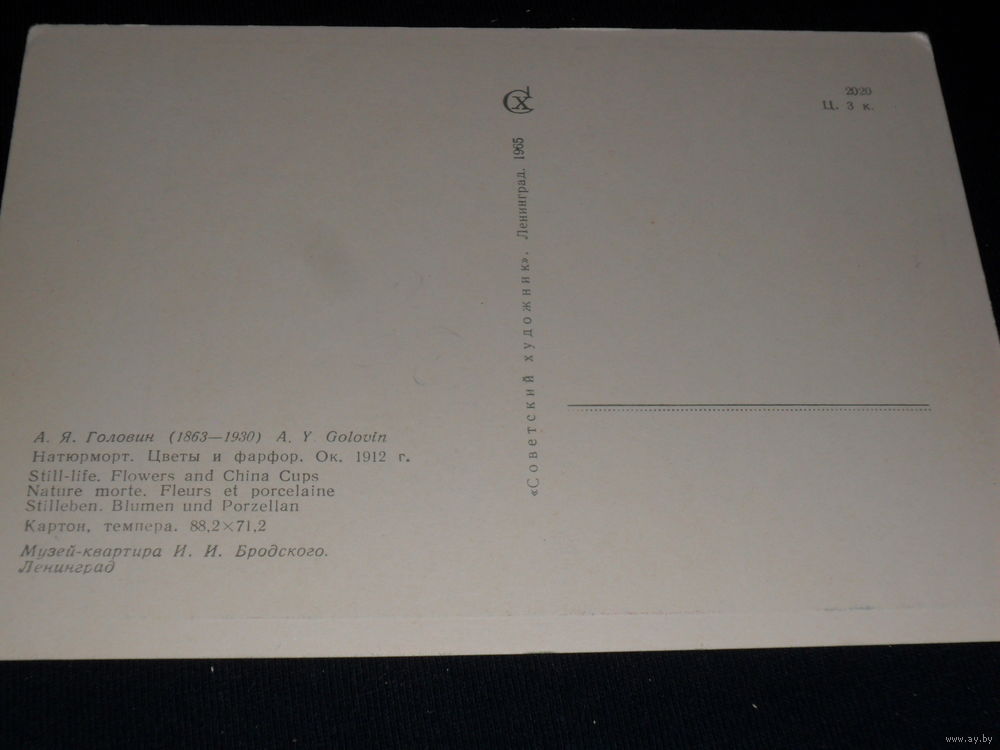 А. Я. Головин (1863—1930) A. Y Golovin
Натюрморт. Цветы и фарфор. Ок. 1912 г.
Still-life. Flowers and China Cups
Nature morte. Fleurs et porcelaine
Stilleben. Blumen und Porzellan
Картон, темпера. 88,2×71,2
Музей-квартира И. И. Бродского.
Ленинград
«Советский художник». Ленинград. 1965
2020
Ц. 3 к.
www.ay.by